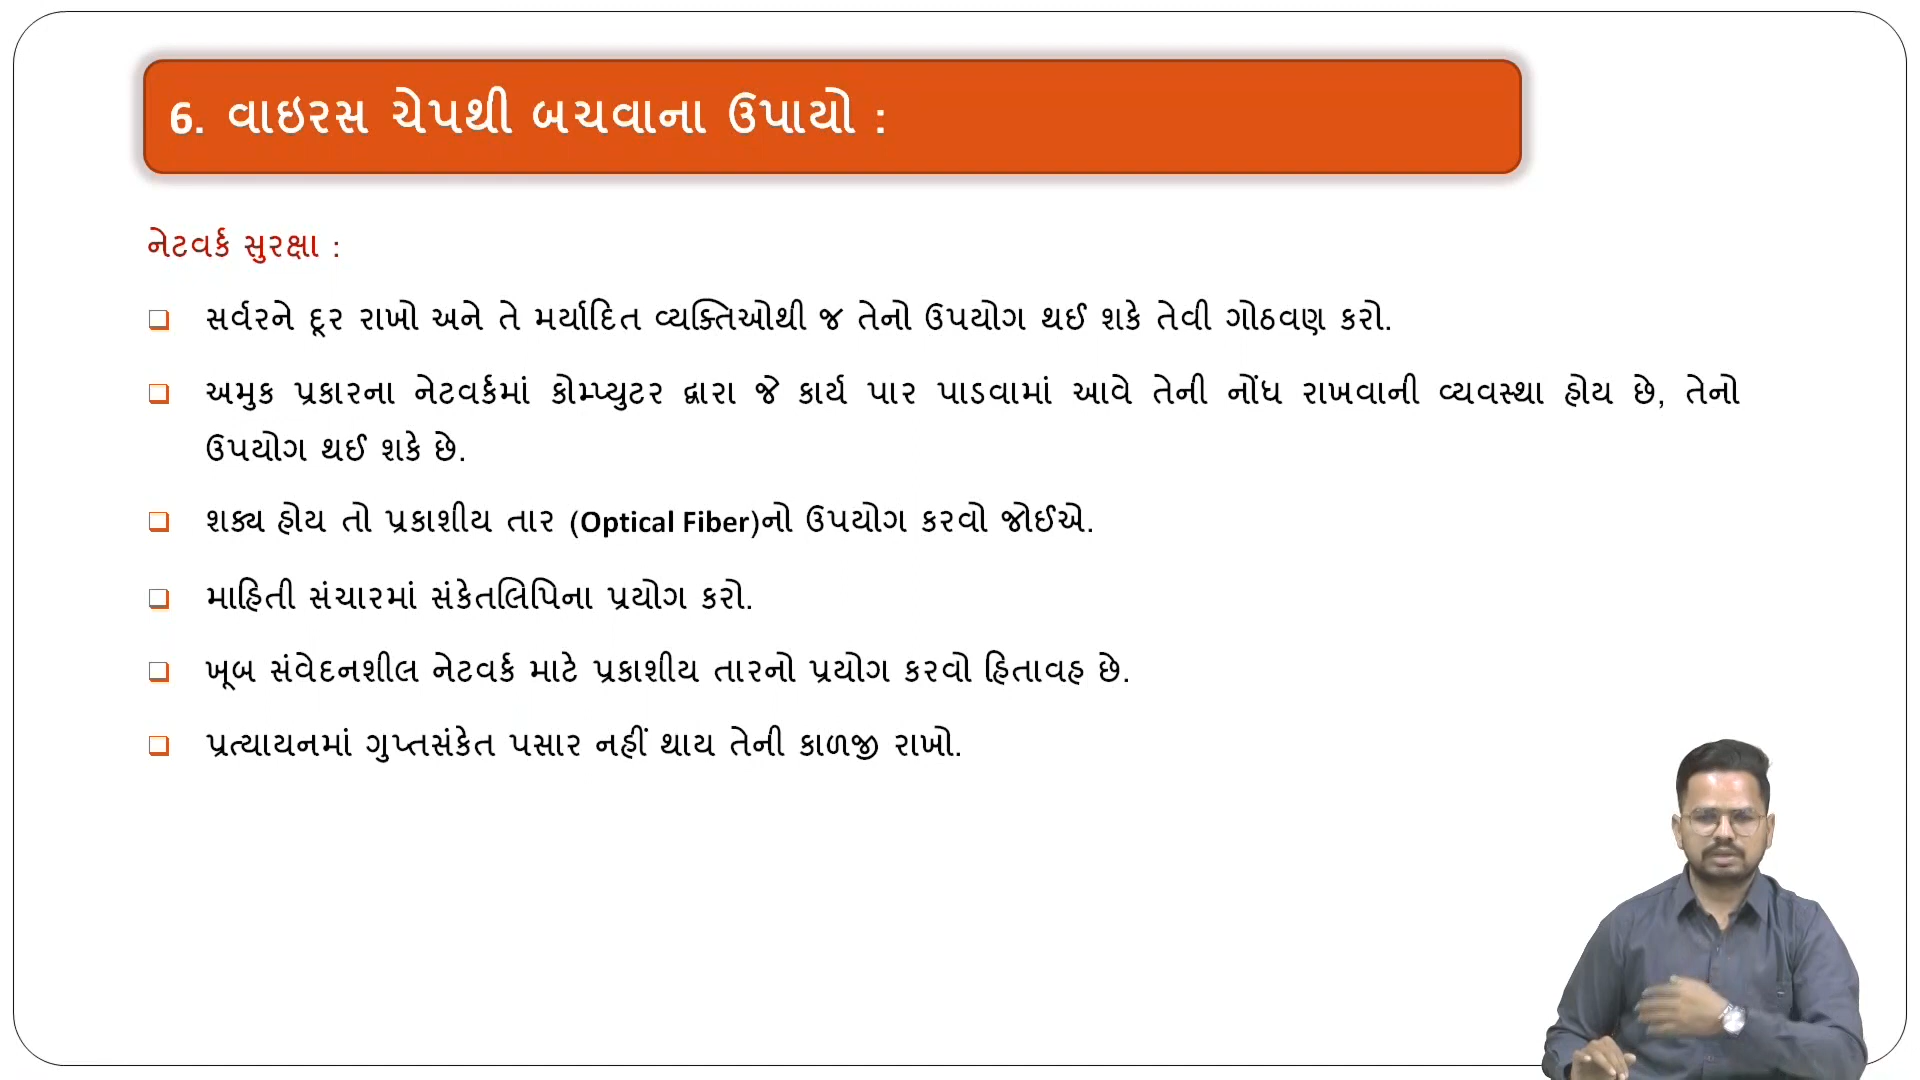 6. વાઇરસ ચેપથી બચવાના ઉપાયો :
નેટવર્ક સુરક્ષા :
સર્વરને દૂર રાખો અને તે મર્યાદિત વ્યક્તિઓથી જ તેનો ઉપયોગ થઈ શકે તેવી ગોઠવણ કરો.
અમુક પ્રકારના નેટવર્કમાં કોમ્પ્યુટર દ્વારા જે કાર્ય પાર પાડવામાં આવે તેની નોંધ રાખવાની વ્યવસ્થા હોય છે, તેનો
ઉપયોગ થઈ શકે છે.
શક્ય હોય તો પ્રકાશીય તાર (Optical Fiber)નો ઉપયોગ કરવો જોઈએ.
માહિતી સંચારમાં સંકેતલિપિના પ્રયોગ કરો.
ખૂબ સંવેદનશીલ નેટવર્ક માટે પ્રકાશીય તારનો પ્રયોગ કરવો હિતાવહ છે.
પ્રત્યાયનમાં ગુપ્તસંકેત પસાર નહીં થાય તેની કાળજી રાખો.